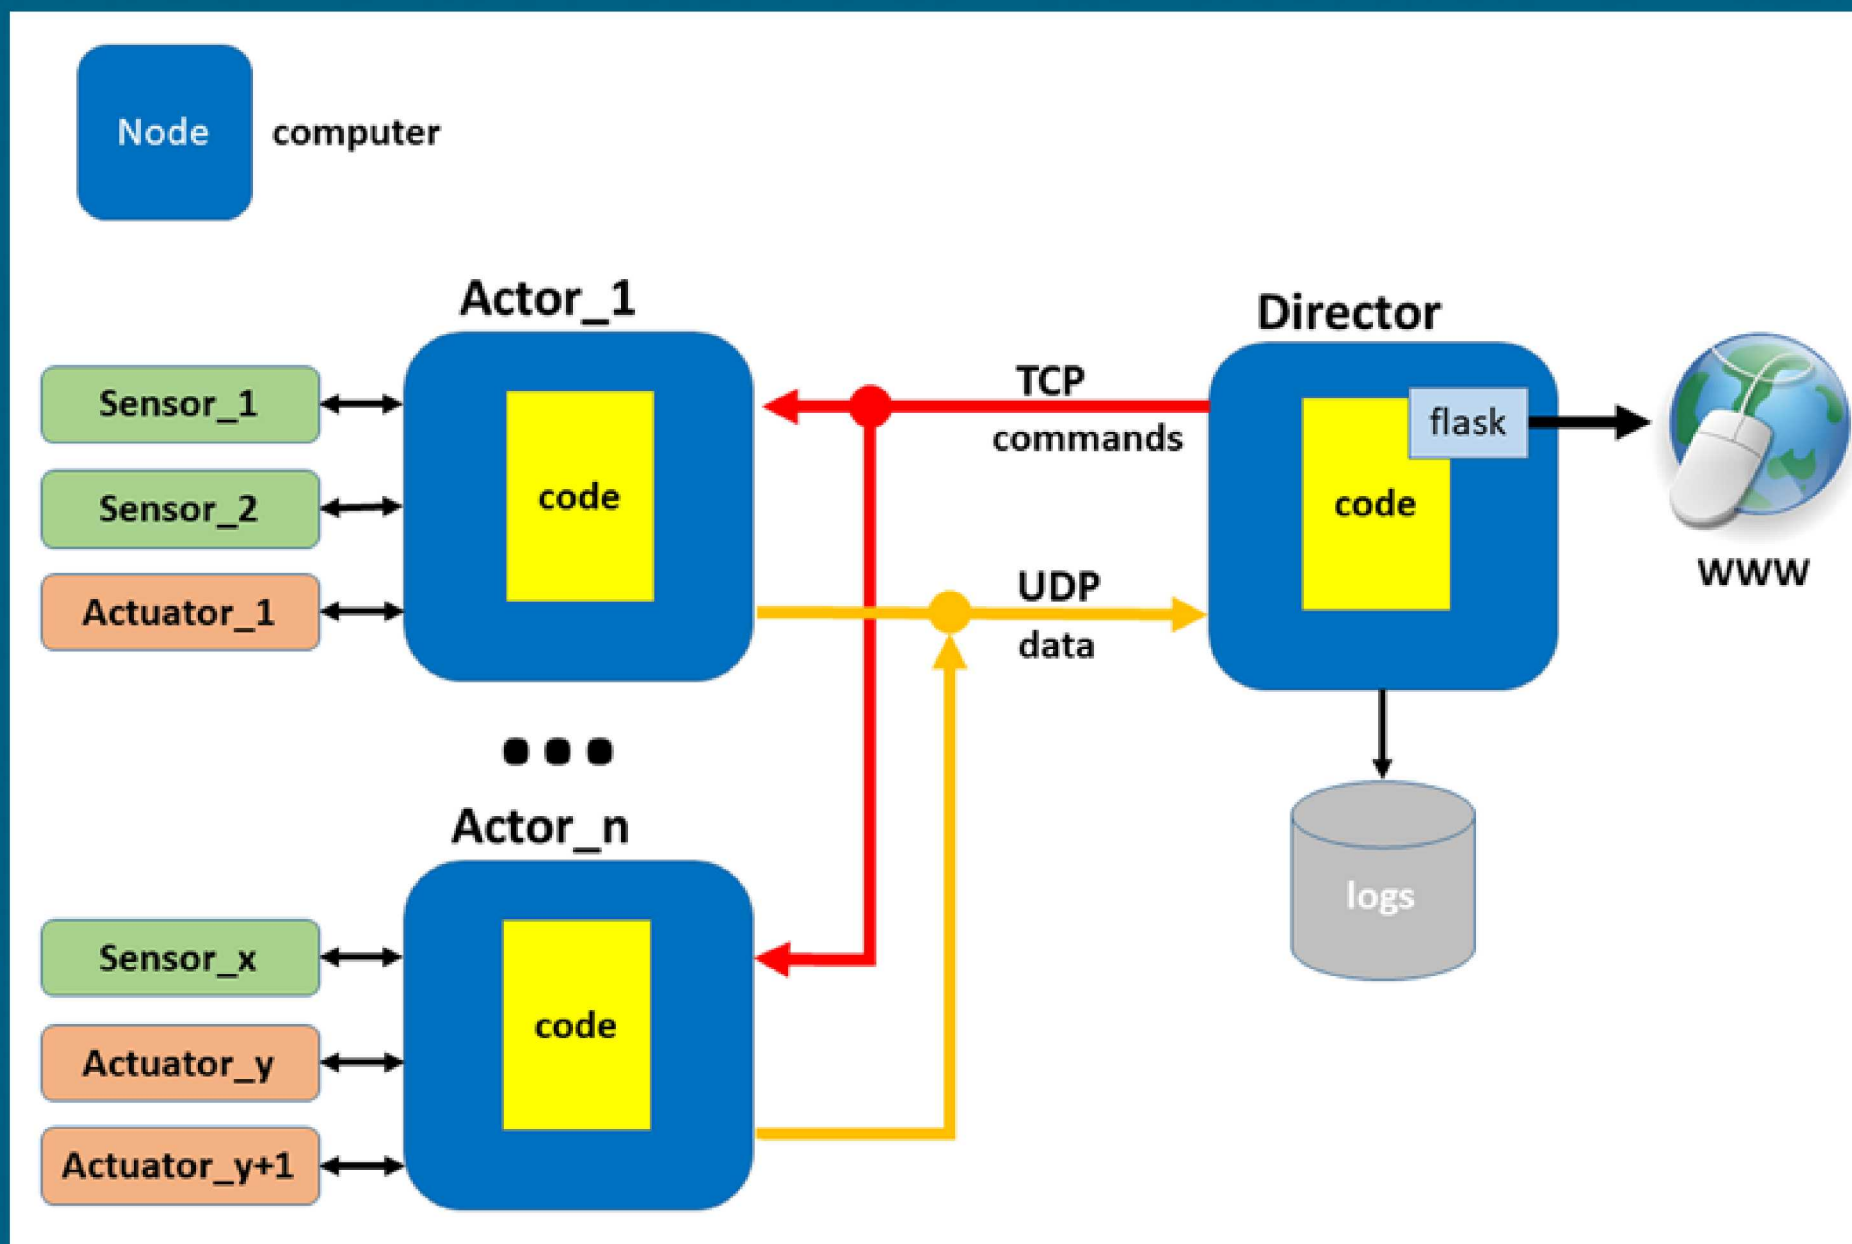 Node
computer
Actor_1
Director
Sensor_1
Sensor_2
Actuator_1
code
TCP
commands
UDP
data
code
flask
WWW
Actor_n
Sensor_x
Actuator_y
Actuator_y+1
code
logs